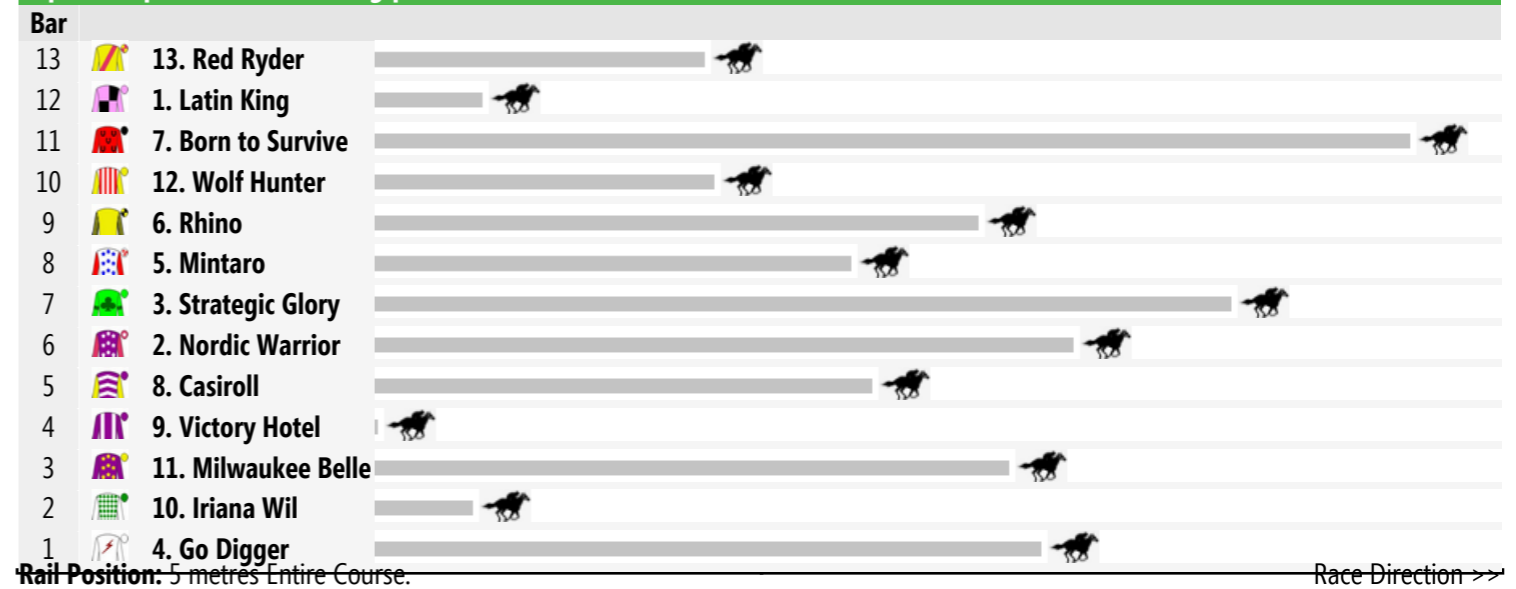 Bar
13 13. Red Ryder
12 1. Latin King
11 7. Born to Survive
10 12. Wolf Hunter
9 6. Rhino
8 5. Mintaro
7 3. Strategic Glory
6 2. Nordic Warrior
5 8. Casiroll
4 9. Victory Hotel
3 11. Milwaukee Belle
2 10. Iriana Wil
1 4. Go Digger
Rail Position: 5 metres Entire Course. Race Direction >>